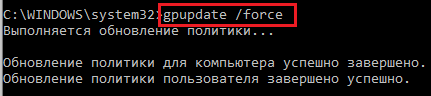 C:\WINDOWS\system32>gpupdate /force
Выполняется обновление политики...
Обновление политики для компьютера успешно завершено.
Обновление политики пользователя завершено успешно.